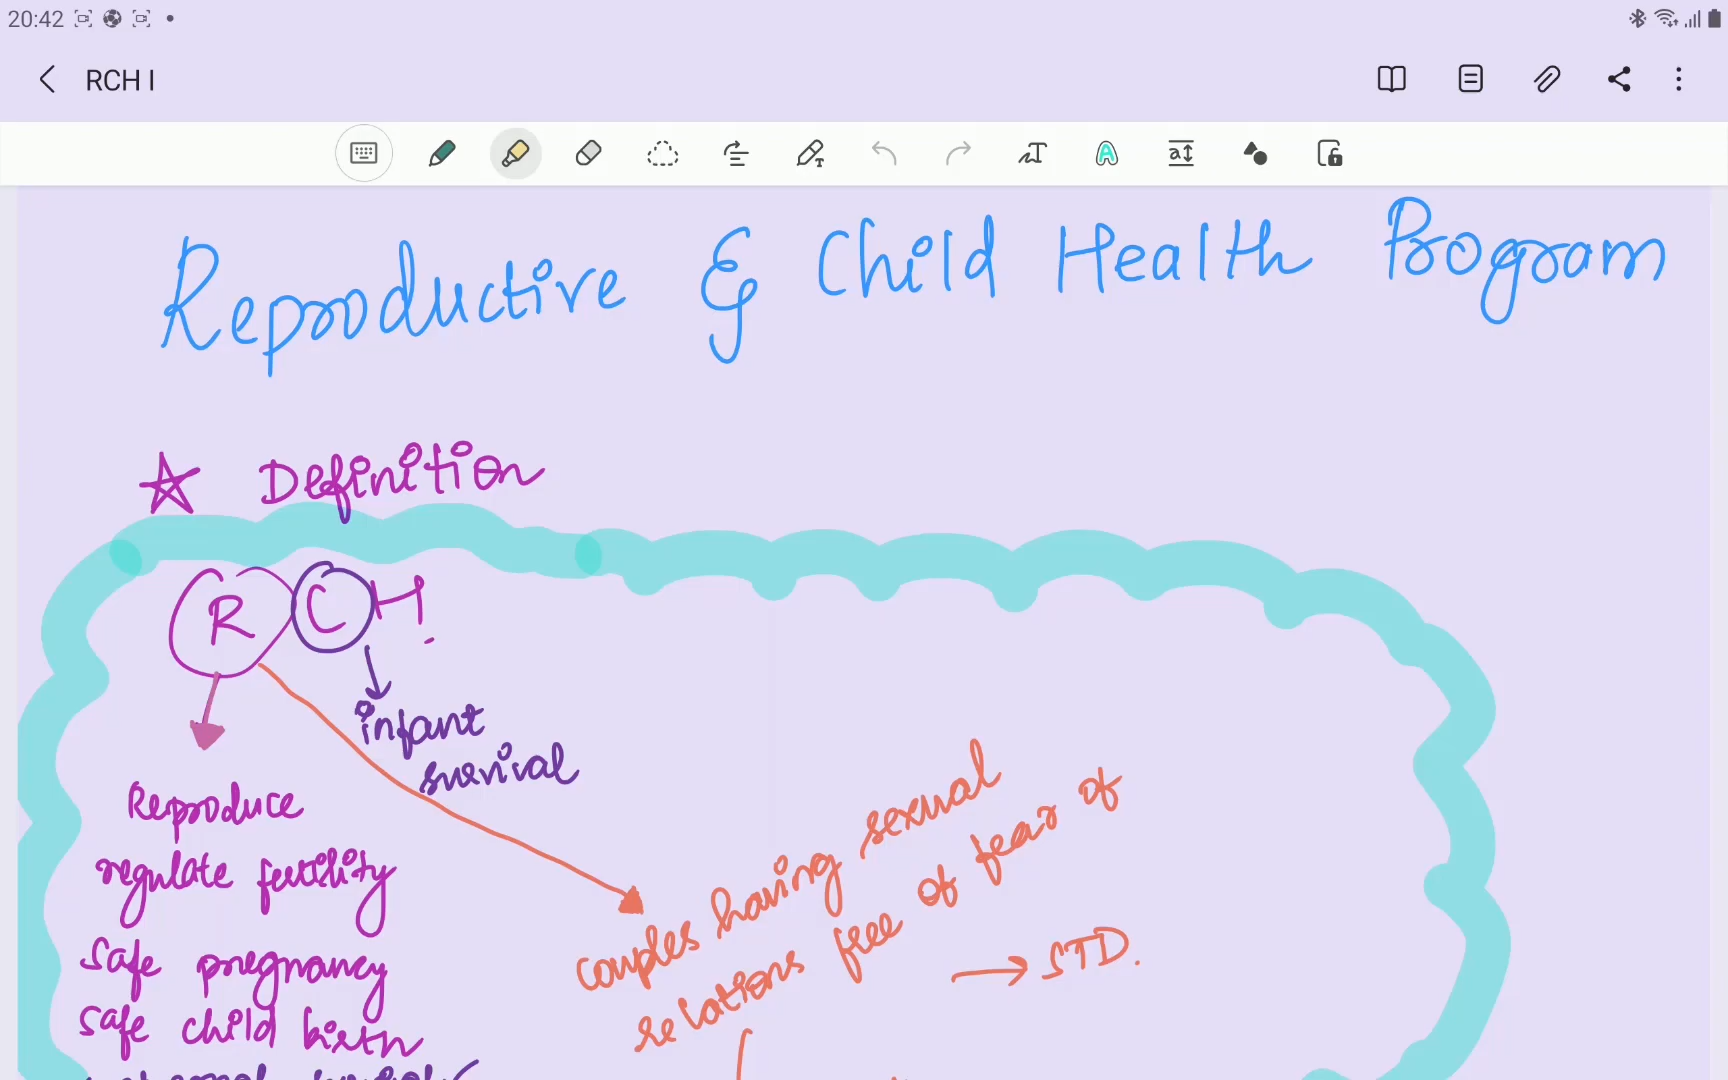 20:42
RCH I
Reproductive & Child Health Program
☆ Definition
RCH.
infant
survival
Reproduce
regulate fertility
safe pregnancy
safe child birth
couples having sexual
relations free of fear of
→ STD.